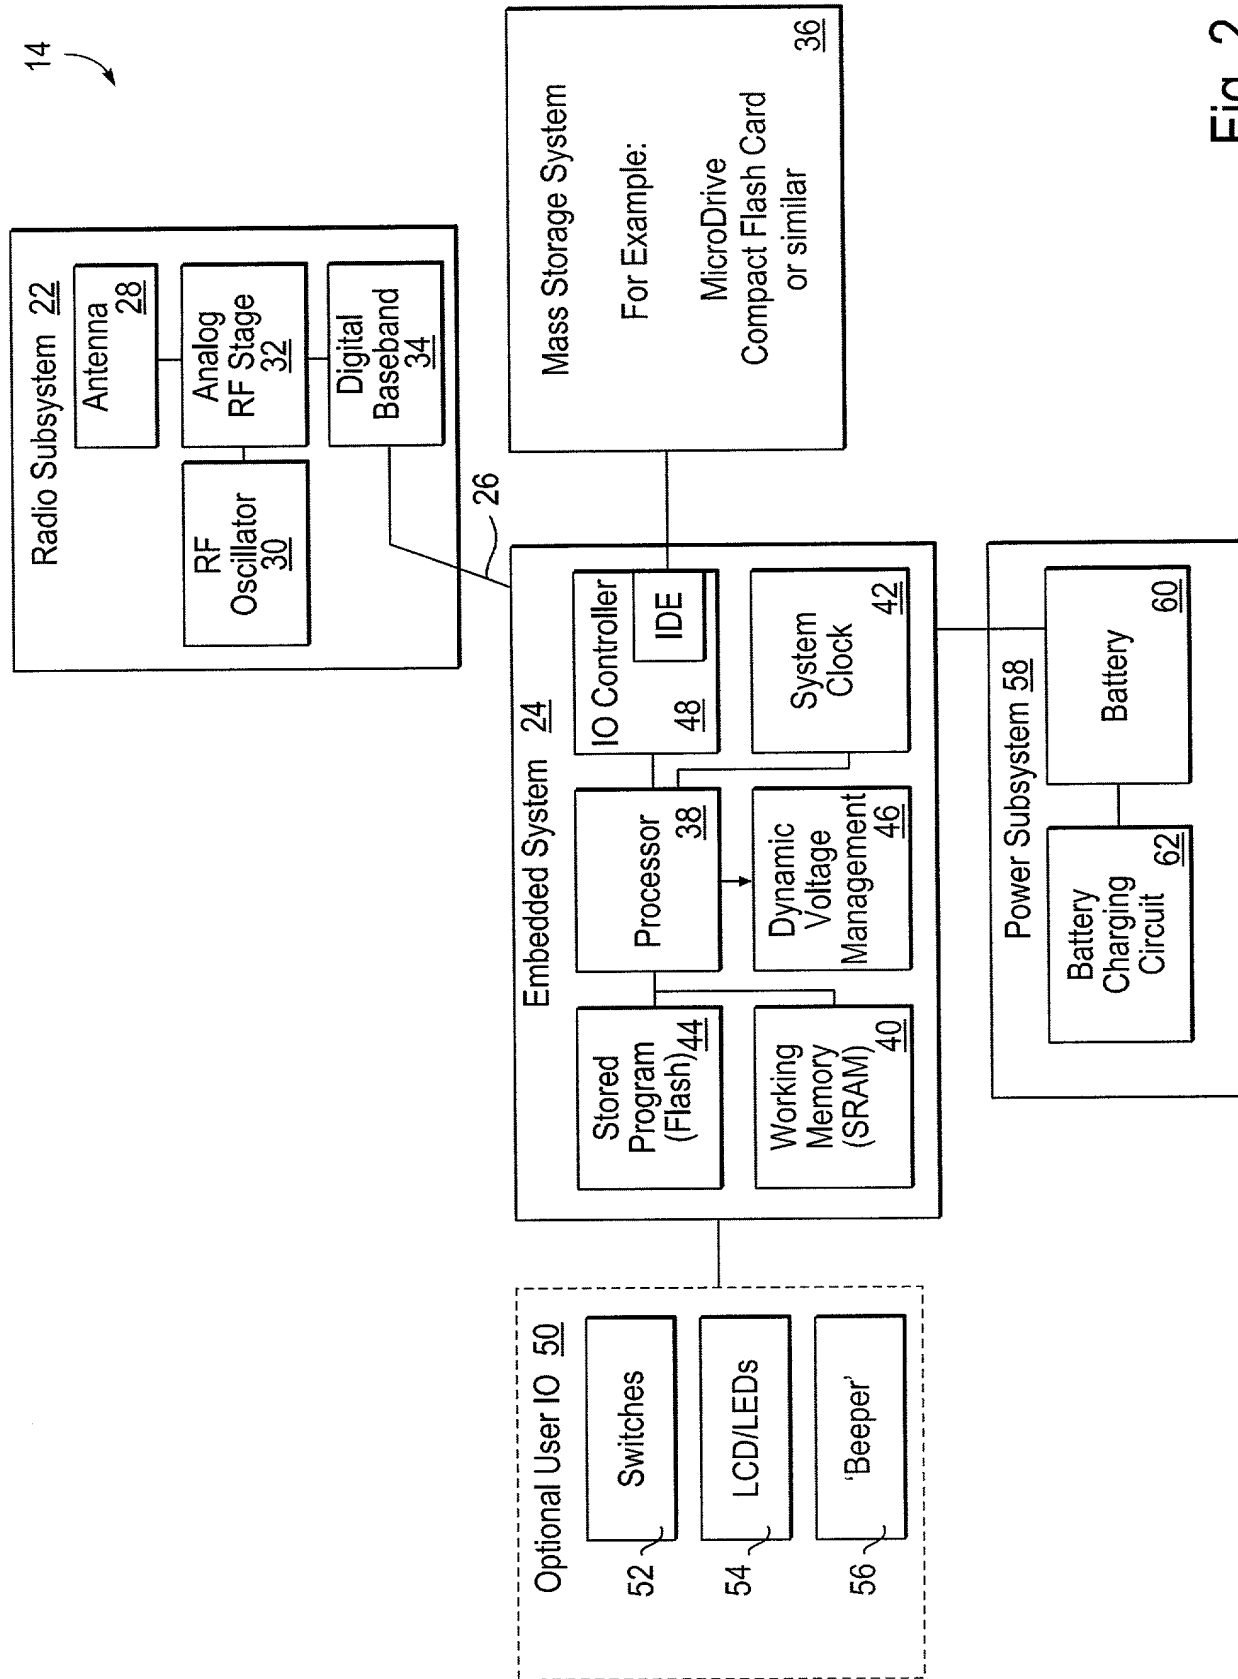 14
Radio Subsystem 22
Antenna
28
Analog
RF Stage
32
RF
Oscillator
30
Digital
Baseband
34
26
Mass Storage System
For Example:
MicroDrive
Compact Flash Card
or similar
36
Embedded System 24
Stored
Program
(Flash)
44
Processor
38
IO Controller
48
IDE
Working
Memory
(SRAM)
40
Dynamic
Voltage
Management
46
System
Clock
42
Optional User IO 50
Switches
52
LCD/LEDs
54
'Beeper'
56
Power Subsystem 58
Battery
Charging
Circuit
62
Battery
60
Fig. 2